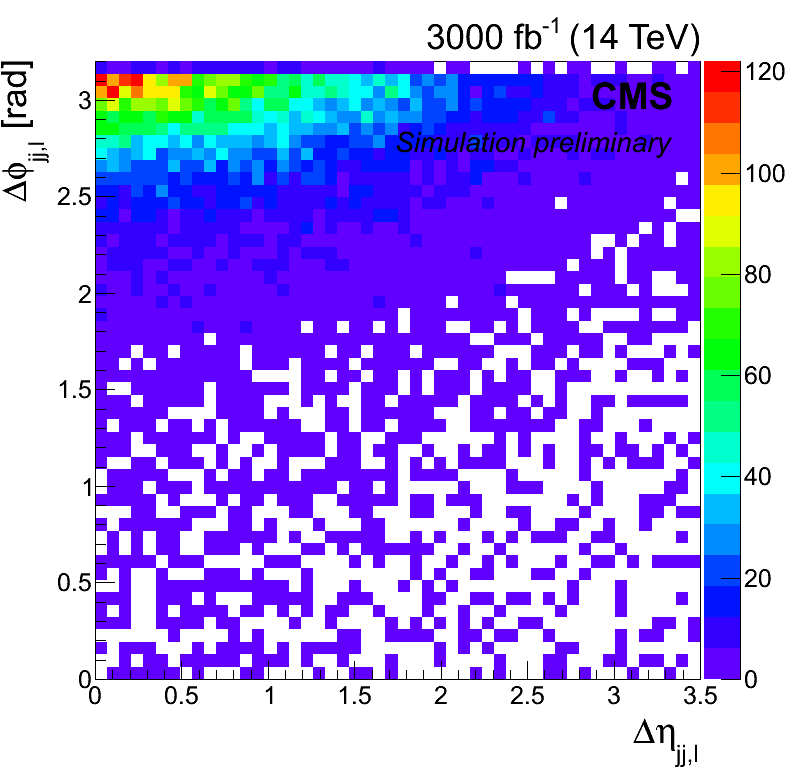 3000 fb⁻¹ (14 TeV)
CMS
Simulation preliminary
Δϕjj,l [rad]
3
2.5
2
1.5
1
0.5
0
0 0.5 1 1.5 2 2.5 3 3.5
Δηjj,l
120
100
80
60
40
20
0